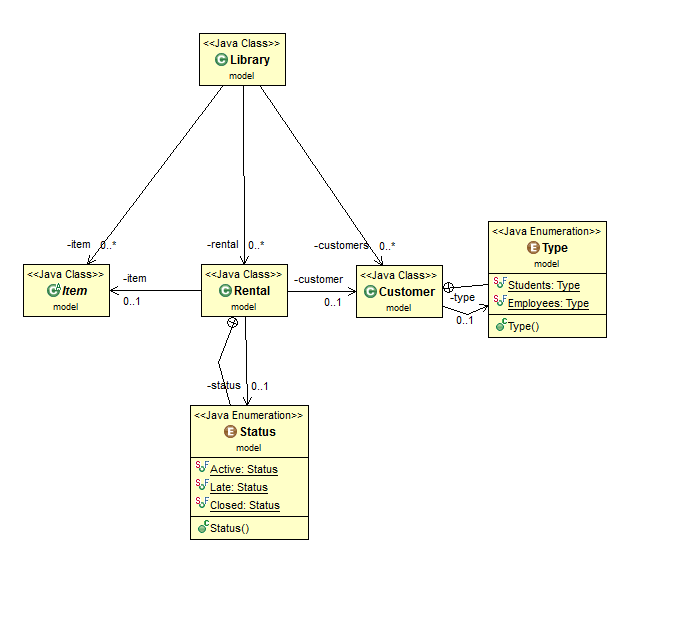 <<Java Class>>
Library
model
-item 0..*
-rental 0..*
-customers 0..*
<<Java Class>>
Item
model
-item
0..1
<<Java Class>>
Rental
model
-customer
0..1
<<Java Class>>
Customer
model
-type
0..1
<<Java Enumeration>>
Type
model
Students: Type
Employees: Type
Type()
-status 0..1
<<Java Enumeration>>
Status
model
Active: Status
Late: Status
Closed: Status
Status()